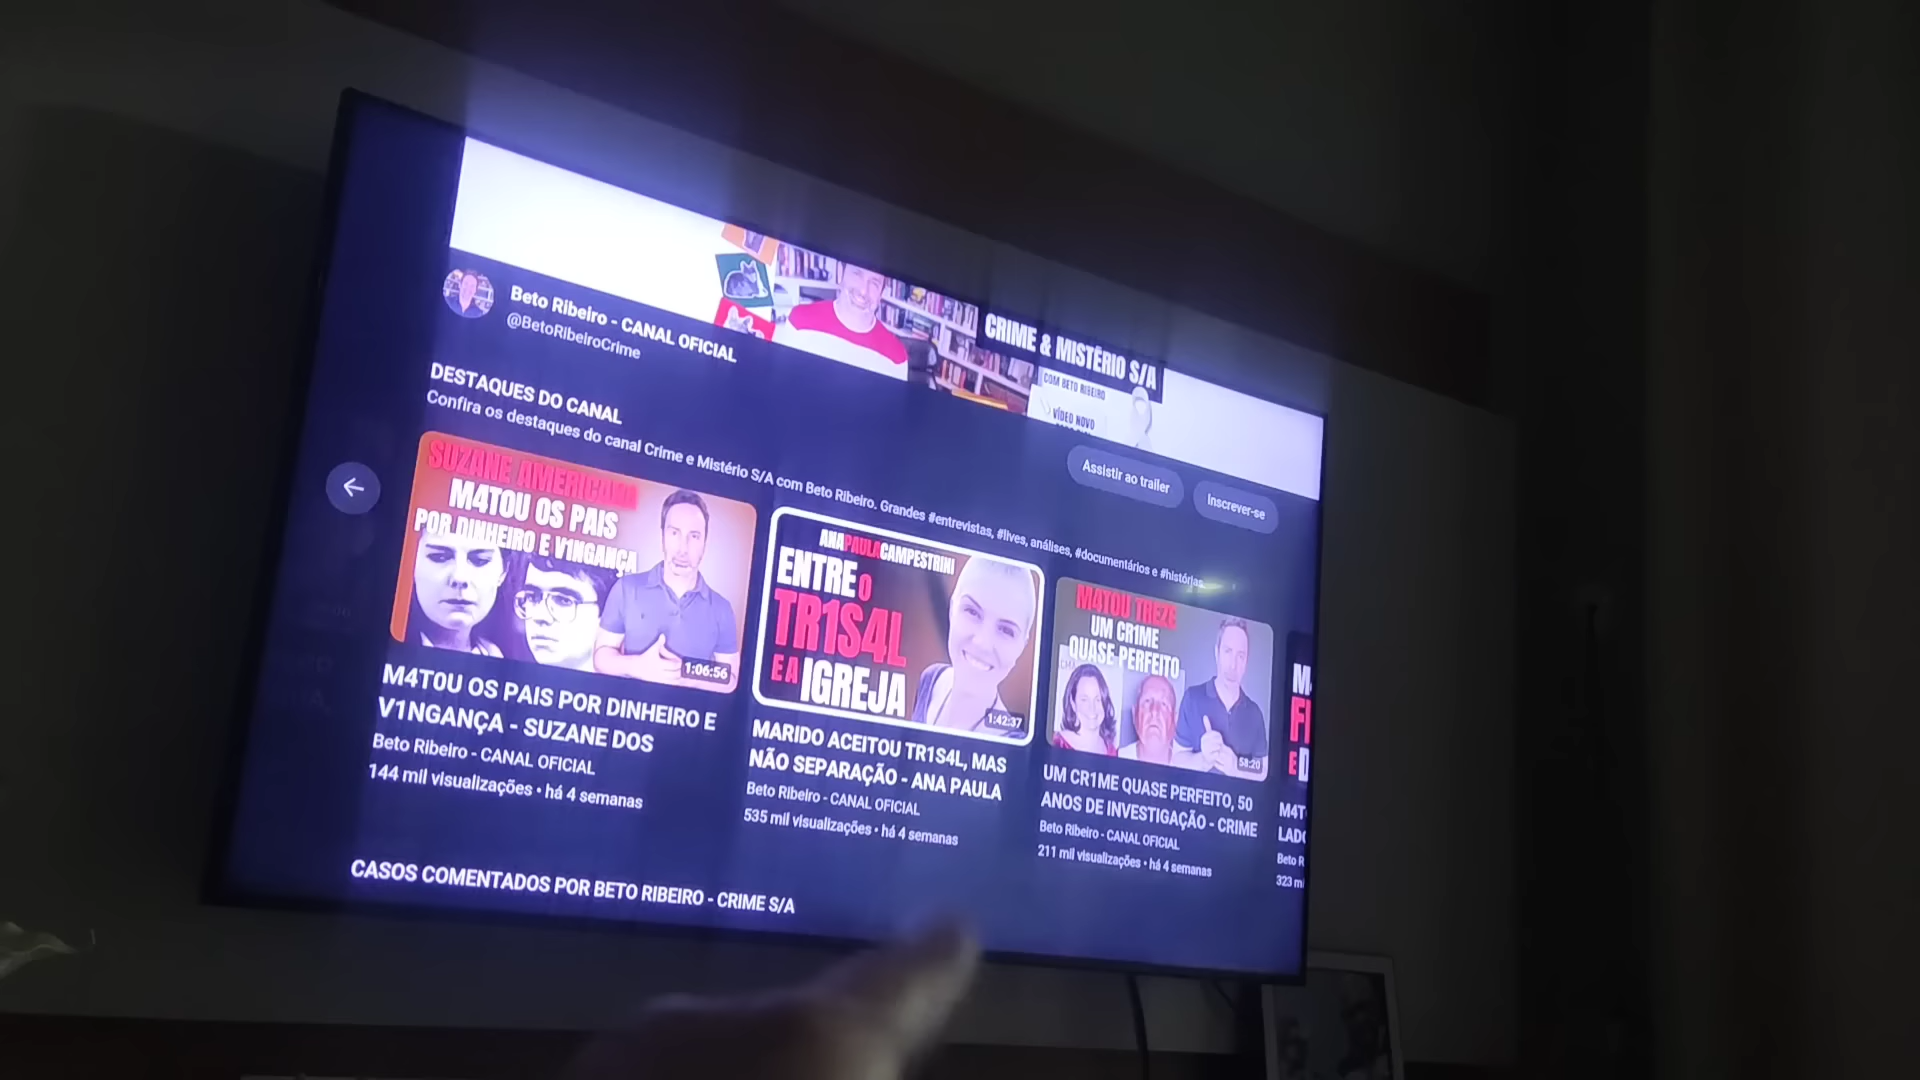 CRIME & MISTÉRIO S/A
COM BETO RIBEIRO
VÍDEO NOVO
Beto Ribeiro - CANAL OFICIAL
@BetoRibeiroCrime
Assistir ao trailer
Inscrever-se
DESTAQUES DO CANAL
Confira os destaques do canal Crime e Mistério S/A com Beto Ribeiro. Grandes #entrevistas, #lives, análises, #documentários e #histórias
SUZANE AMERICANA
M4TOU OS PAIS
POR DINHEIRO E V1NGANÇA
1:06:56
M4T0U OS PAIS POR DINHEIRO E
V1NGANÇA - SUZANE DOS
Beto Ribeiro - CANAL OFICIAL
144 mil visualizações • há 4 semanas
ANAPAULACAMPESTRINI
ENTRE O
TR1S4L
E A IGREJA
1:42:37
MARIDO ACEITOU TR1S4L, MAS
NÃO SEPARAÇÃO - ANA PAULA
Beto Ribeiro - CANAL OFICIAL
535 mil visualizações • há 4 semanas
M4TOU TREZE
UM CR1ME
QUASE PERFEITO
58:20
UM CR1ME QUASE PERFEITO, 50
ANOS DE INVESTIGAÇÃO - CRIME
Beto Ribeiro - CANAL OFICIAL
211 mil visualizações • há 4 semanas
M4T
LAD
Beto R
323 mi
CASOS COMENTADOS POR BETO RIBEIRO - CRIME S/A